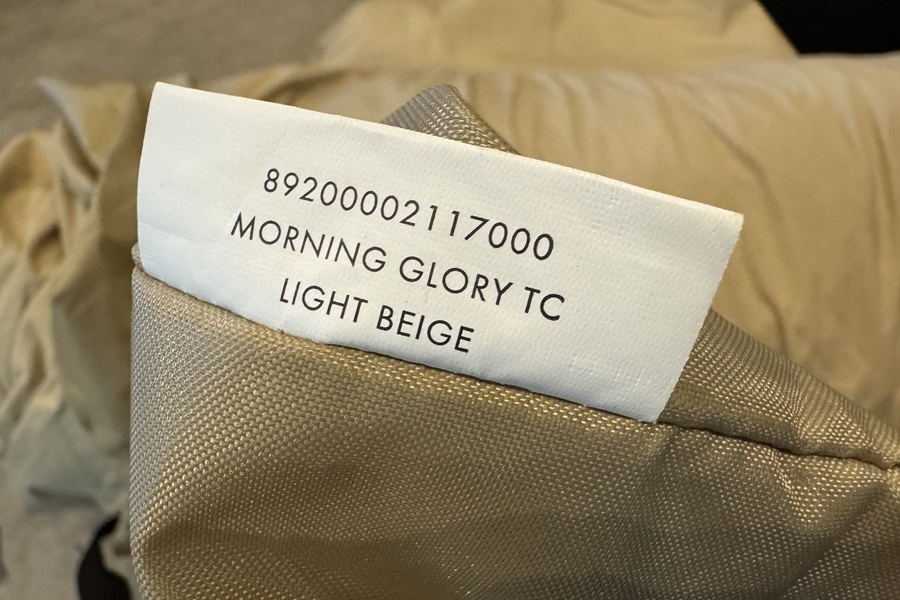 89200002117000
MORNING GLORY TC
LIGHT BEIGE